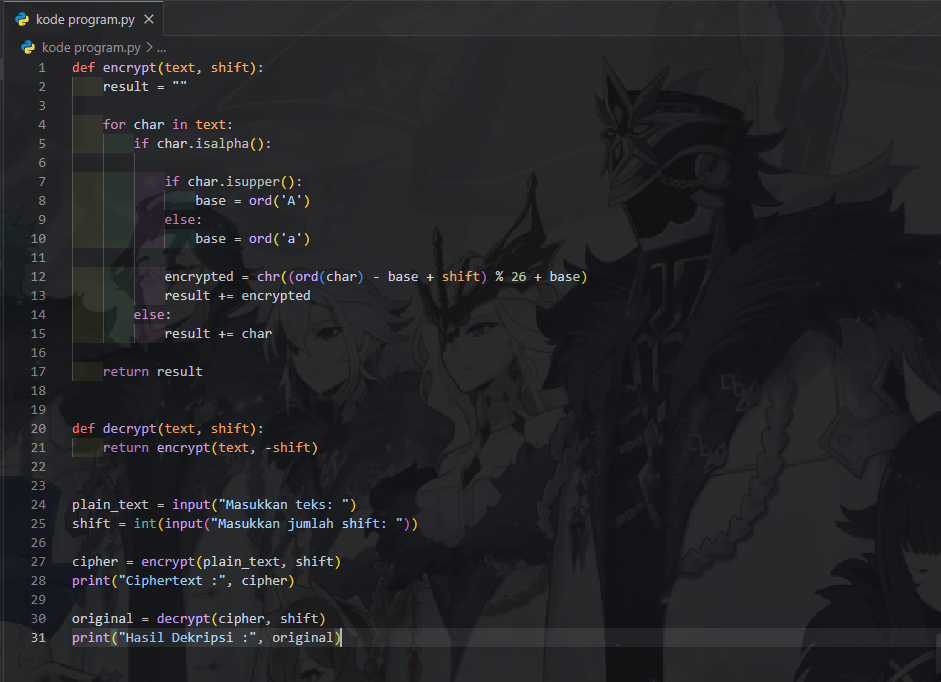 kode program.py
kode program.py > ...
1 def encrypt(text, shift):
2     result = ""
3
4     for char in text:
5         if char.isalpha():
6
7             if char.isupper():
8                 base = ord('A')
9             else:
10                 base = ord('a')
11
12             encrypted = chr((ord(char) - base + shift) % 26 + base)
13             result += encrypted
14         else:
15             result += char
16
17     return result
18
19
20 def decrypt(text, shift):
21     return encrypt(text, -shift)
22
23
24 plain_text = input("Masukkan teks: ")
25 shift = int(input("Masukkan jumlah shift: "))
26
27 cipher = encrypt(plain_text, shift)
28 print("Ciphertext :", cipher)
29
30 original = decrypt(cipher, shift)
31 print("Hasil Dekripsi :", original)